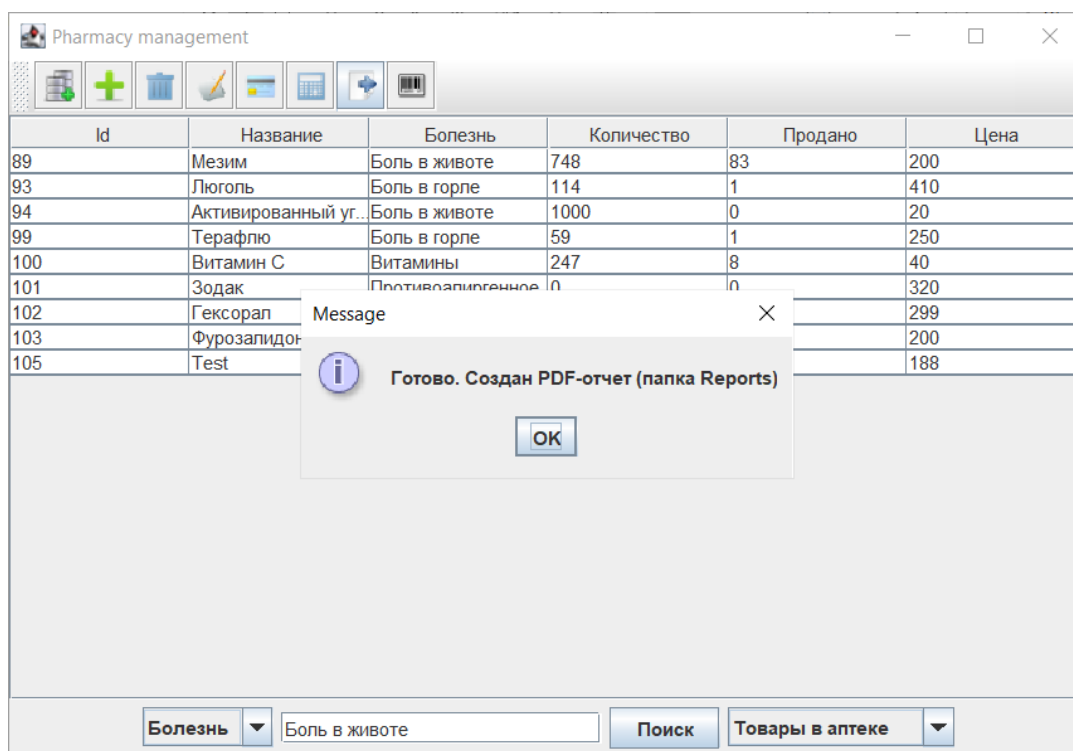 Pharmacy management
Id Название Болезнь Количество Продано Цена
89 Мезим Боль в животе 748 83 200
93 Люголь Боль в горле 114 1 410
94 Активированный уг... Боль в животе 1000 0 20
99 Терафлю Боль в горле 59 1 250
100 Витамин С Витамины 247 8 40
101 Зодак Противоалиргенное 0 0 320
102 Гексорал 299
103 Фурозалидон 200
105 Test 188
Message
Готово. Создан PDF-отчет (папка Reports)
OK
Болезнь Боль в животе Поиск Товары в аптеке